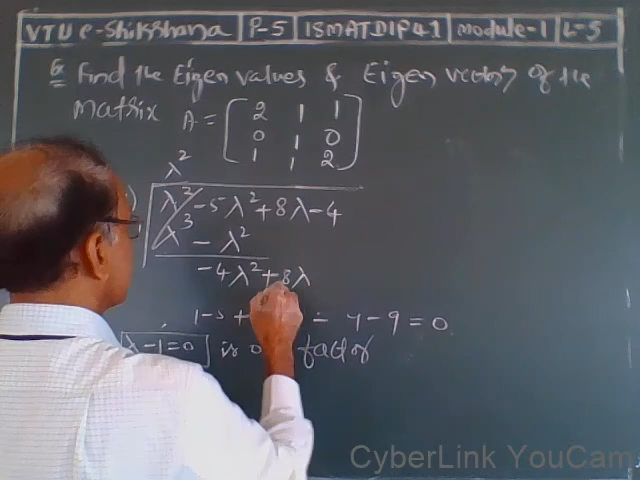 VTU e-Shikshana P-5 18MATDIP41 Module-1 L-5
Q Find the Eigen values & Eigen vectors of the
Matrix A = [2 1 1
0 1 0
1 1 2]
λ²
λ³ - 5λ² + 8λ - 4
λ³ - λ²
-4λ² + 8λ
1-5+ = 9-9=0
λ-1=0 is factor
CyberLink YouCam